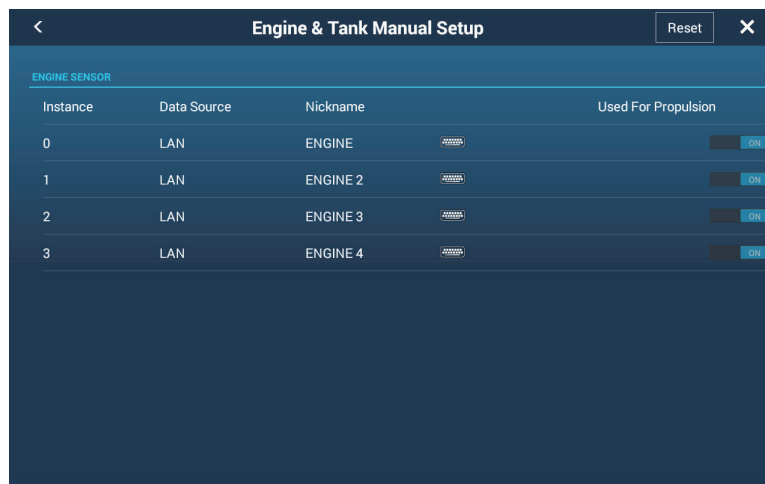 Engine & Tank Manual Setup Reset
ENGINE SENSOR
Instance Data Source Nickname Used For Propulsion
0 LAN ENGINE ON
1 LAN ENGINE 2 ON
2 LAN ENGINE 3 ON
3 LAN ENGINE 4 ON